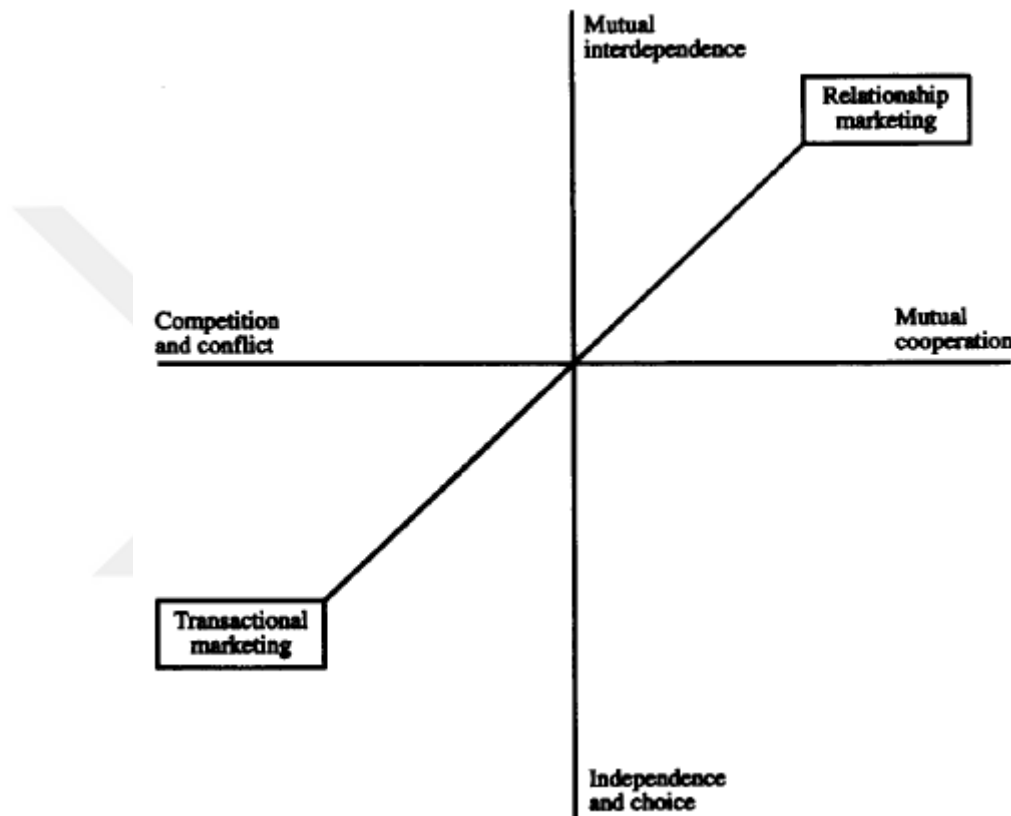 Mutual
interdependence
Relationship
marketing
Competition
and conflict
Mutual
cooperation
Transactional
marketing
Independence
and choice